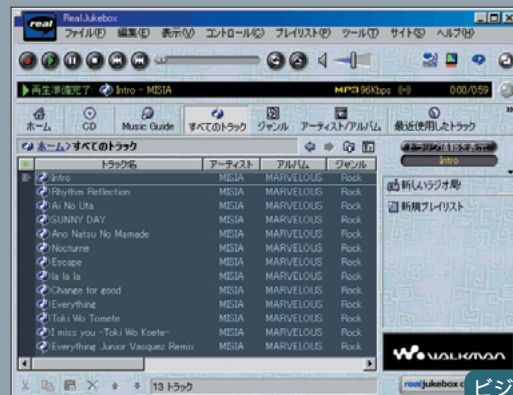 real
RealJukebox
ファイル(F) 編集(E) 表示(V) コントロール(C) プレイリスト(P) ツール(T) サイト(S) ヘルプ(H)
再生準備完了: Intro - MISIA MP3 96Kbps 0:00/0:59
ホーム CD Music Guide すべてのトラック ジャンル アーティスト/アルバム 最近使用したトラック
ホーム>すべてのトラック トラック情報を表示
Intro
トラック名 アーティスト アルバム ジャンル
Intro MISIA MARVELOUS Rock
Rhythm Reflection MISIA MARVELOUS Rock
Ai No Uta MISIA MARVELOUS Rock
SUNNY DAY MISIA MARVELOUS Rock
Ano Natsu No Mamade MISIA MARVELOUS Rock
Nocturne MISIA MARVELOUS Rock
Escape MISIA MARVELOUS Rock
la la la MISIA MARVELOUS Rock
Change for good MISIA MARVELOUS Rock
Everything MISIA MARVELOUS Rock
Toki Wo Tomete MISIA MARVELOUS Rock
I miss you -Toki Wo Koete- MISIA MARVELOUS Rock
Everything Junior Vasquez Remix MISIA MARVELOUS Rock
新しいラジオ局
新規プレイリスト
WALKMAN
13 トラック
realjukebox
ビジ